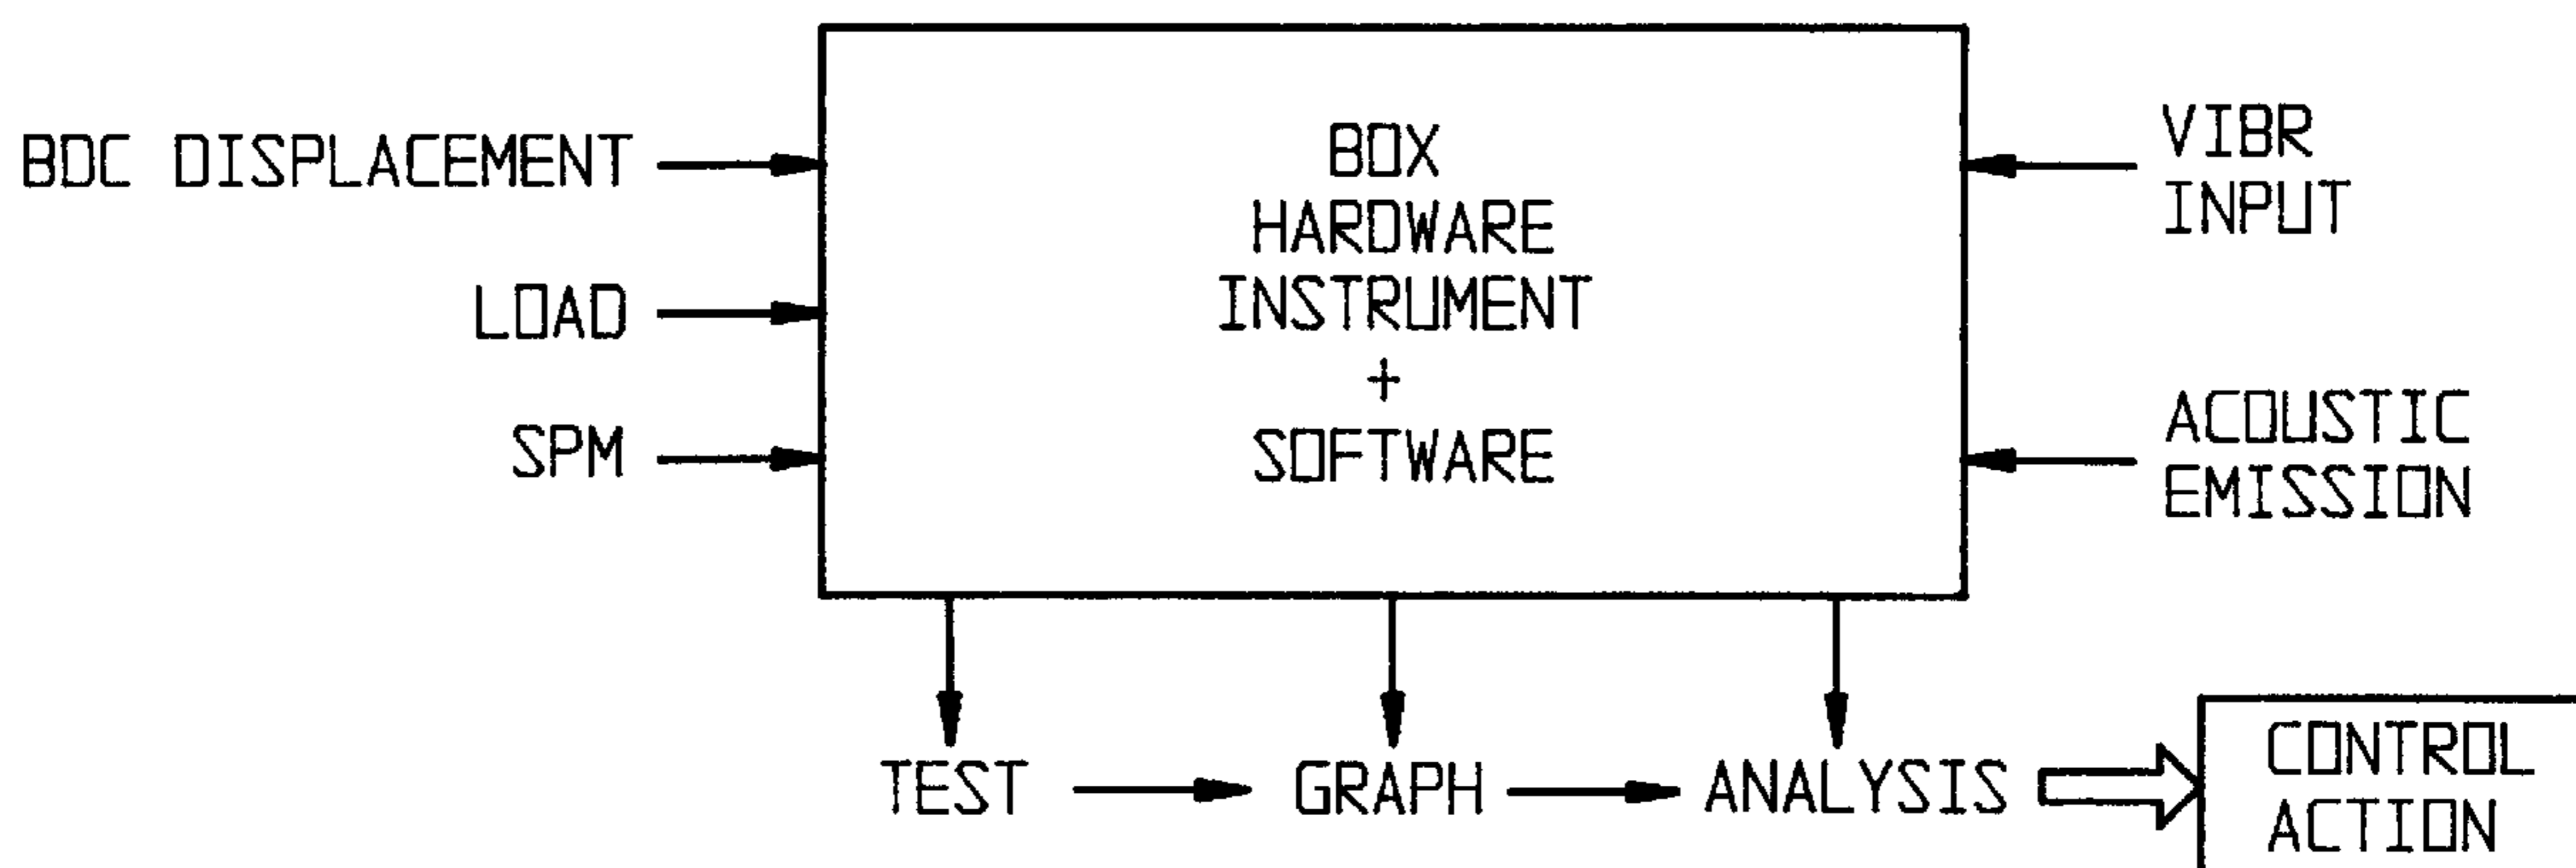 BDC DISPLACEMENT
LOAD
SPM
BOX
HARDWARE
INSTRUMENT
+
SOFTWARE
VIBR
INPUT
ACOUSTIC
EMISSION
TEST
GRAPH
ANALYSIS
CONTROL
ACTION